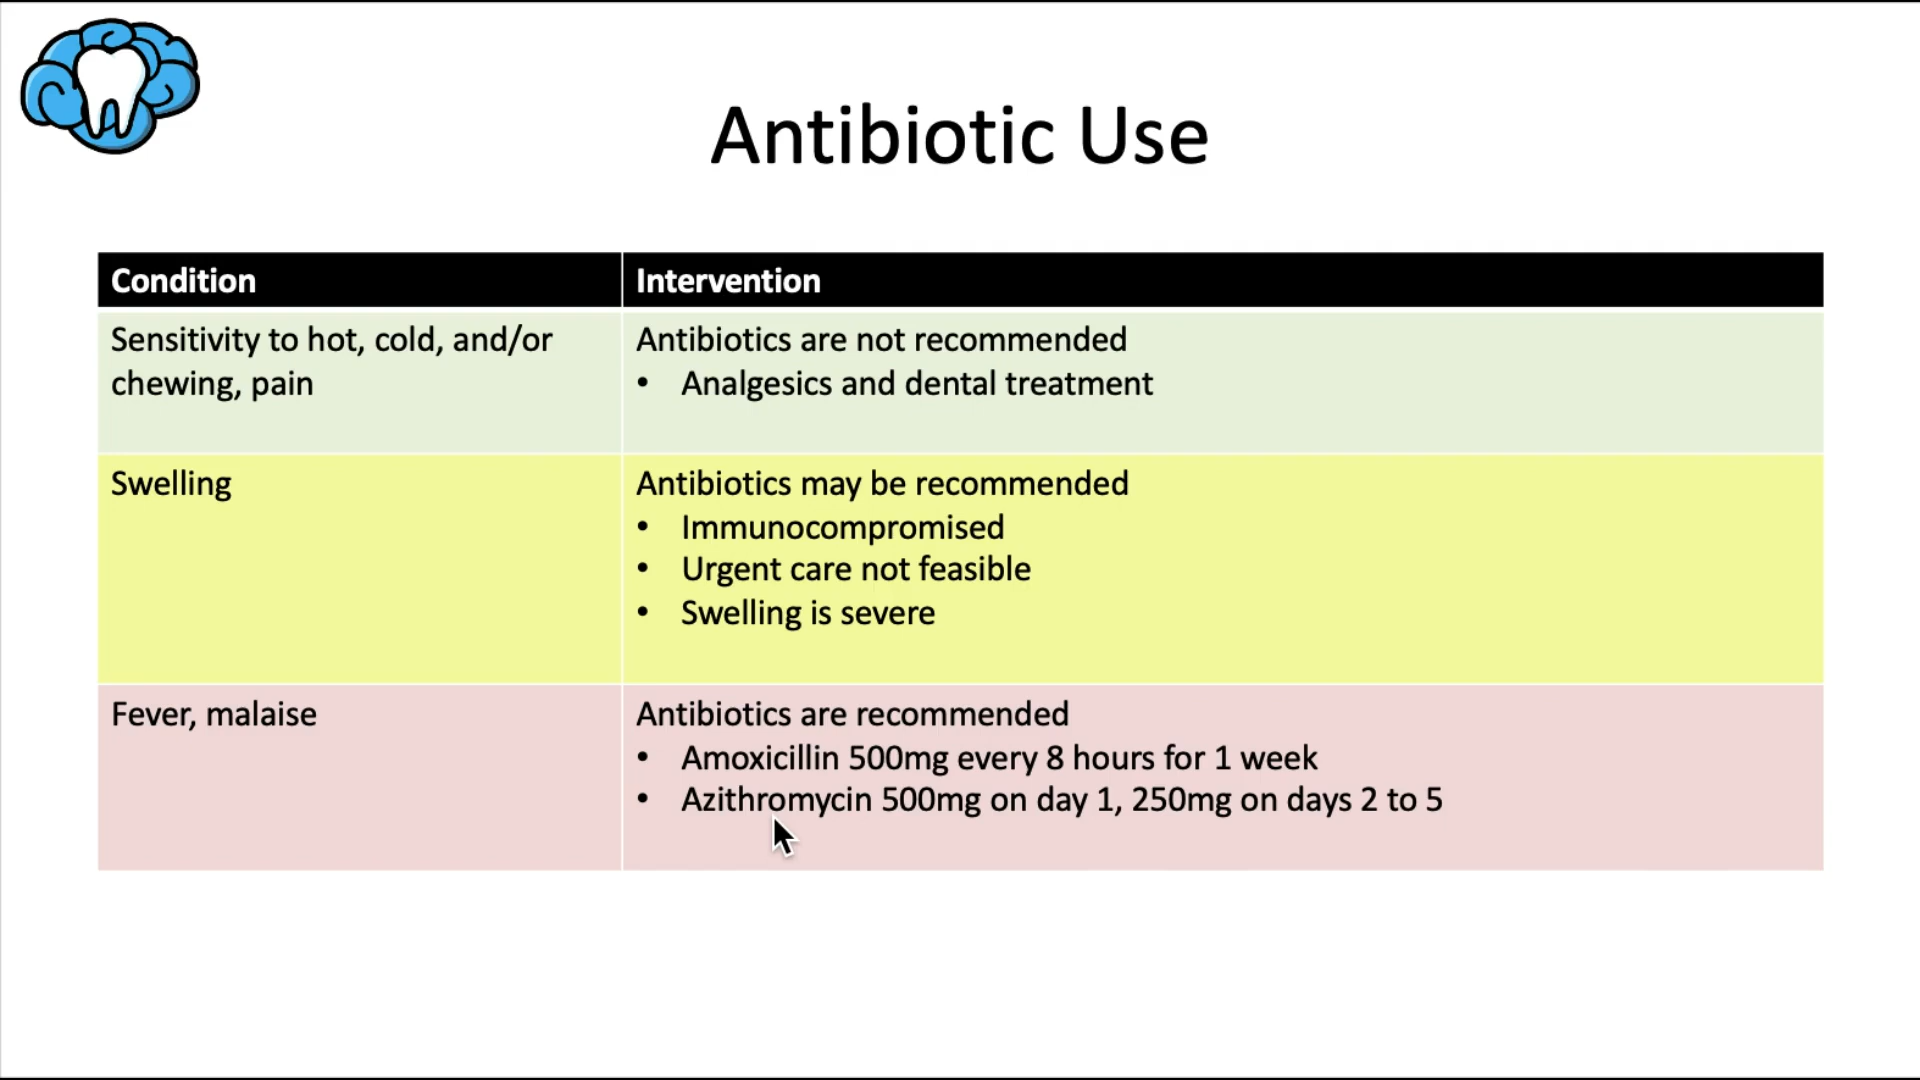 Antibiotic Use
Condition
Intervention
Sensitivity to hot, cold, and/or
chewing, pain
Antibiotics are not recommended
• Analgesics and dental treatment
Swelling
Antibiotics may be recommended
• Immunocompromised
• Urgent care not feasible
• Swelling is severe
Fever, malaise
Antibiotics are recommended
• Amoxicillin 500mg every 8 hours for 1 week
• Azithromycin 500mg on day 1, 250mg on days 2 to 5